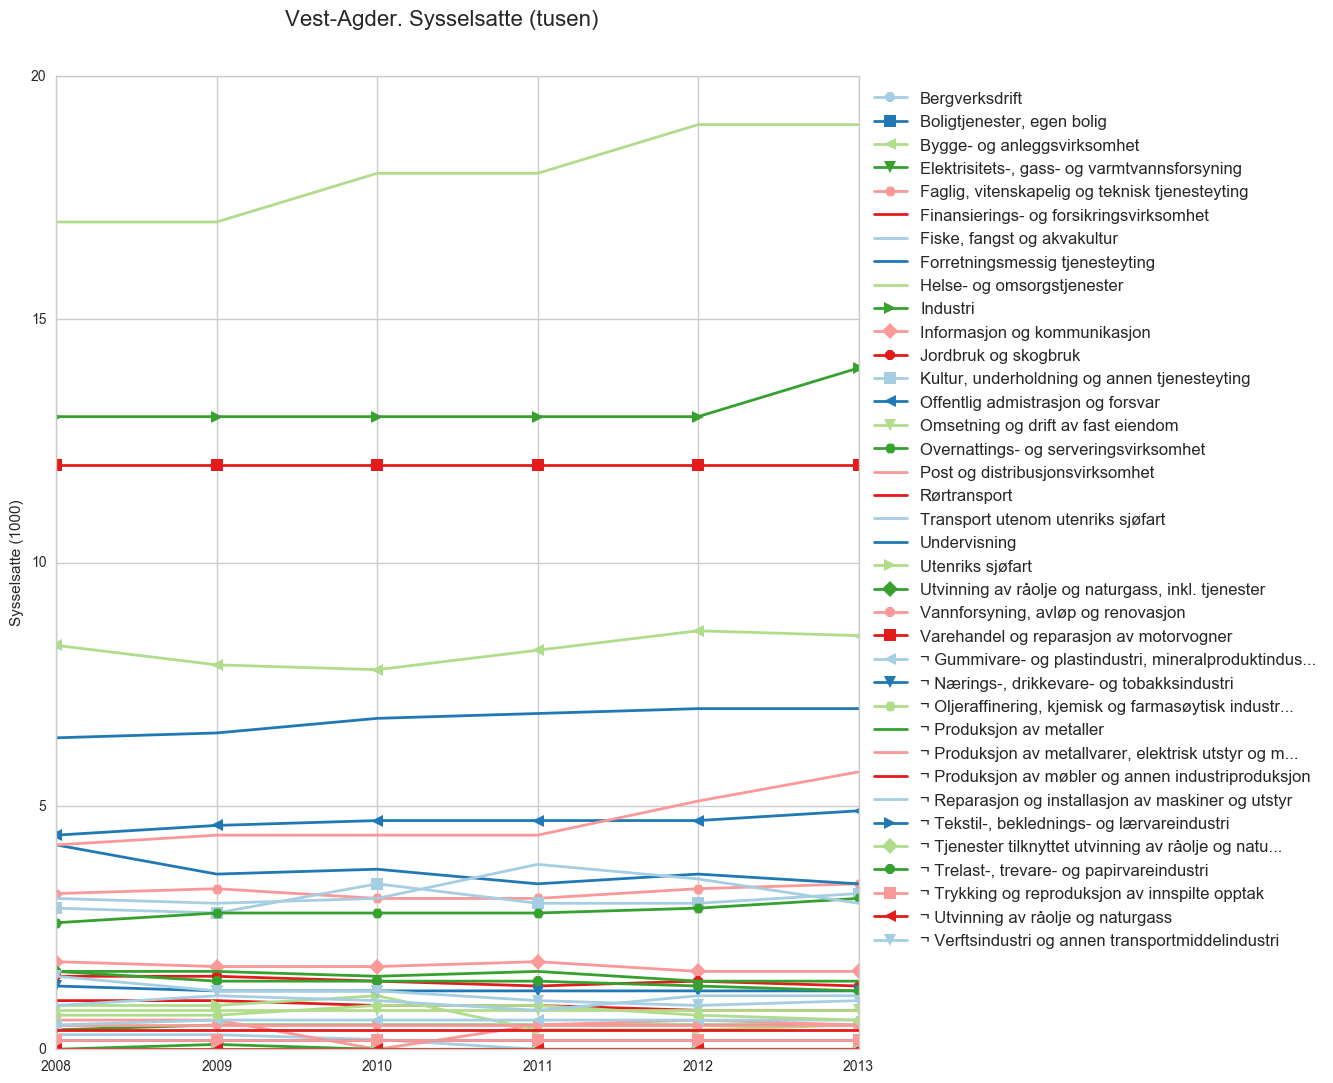 Vest-Agder. Sysselsatte (tusen)
20
15
10
5
0
Sysselsatte (1000)
2008
2009
2010
2011
2012
2013
Bergverksdrift
Boligtjenester, egen bolig
Bygge- og anleggsvirksomhet
Elektrisitets-, gass- og varmtvannsforsyning
Faglig, vitenskapelig og teknisk tjenesteyting
Finansierings- og forsikringsvirksomhet
Fiske, fangst og akvakultur
Forretningsmessig tjenesteyting
Helse- og omsorgstjenester
Industri
Informasjon og kommunikasjon
Jordbruk og skogbruk
Kultur, underholdning og annen tjenesteyting
Offentlig admistrasjon og forsvar
Omsetning og drift av fast eiendom
Overnattings- og serveringsvirksomhet
Post og distribusjonsvirksomhet
Rørtransport
Transport utenom utenriks sjøfart
Undervisning
Utenriks sjøfart
Utvinning av råolje og naturgass, inkl. tjenester
Vannforsyning, avløp og renovasjon
Varehandel og reparasjon av motorvogner
¬ Gummivare- og plastindustri, mineralproduktindus...
¬ Nærings-, drikkevare- og tobakksindustri
¬ Oljeraffinering, kjemisk og farmasøytisk industr...
¬ Produksjon av metaller
¬ Produksjon av metallvarer, elektrisk utstyr og m...
¬ Produksjon av møbler og annen industriproduksjon
¬ Reparasjon og installasjon av maskiner og utstyr
¬ Tekstil-, beklednings- og lærvareindustri
¬ Tjenester tilknyttet utvinning av råolje og natu...
¬ Trelast-, trevare- og papirvareindustri
¬ Trykking og reproduksjon av innspilte opptak
¬ Utvinning av råolje og naturgass
¬ Verftsindustri og annen transportmiddelindustri